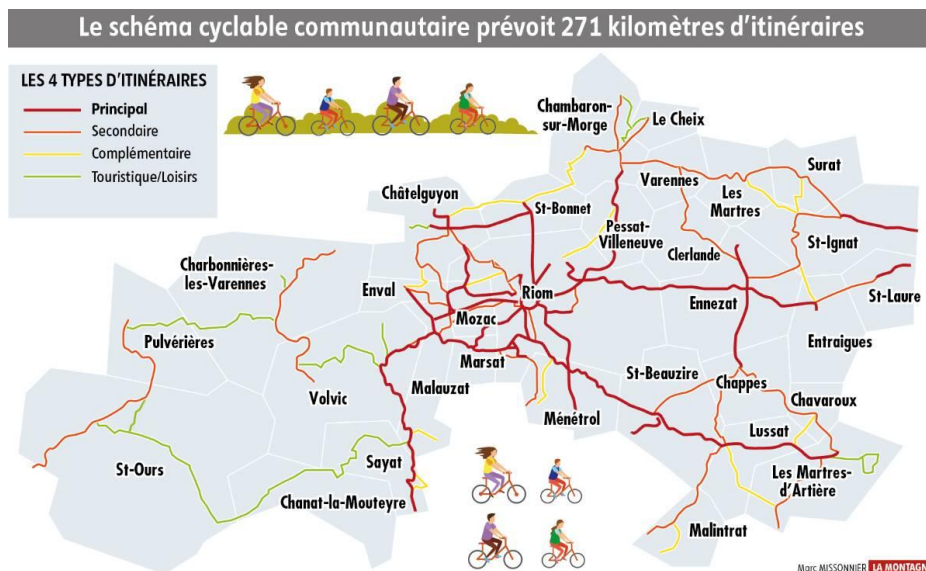 Le schéma cyclable communautaire prévoit 271 kilomètres d'itinéraires
LES 4 TYPES D'ITINÉRAIRES
Principal
Secondaire
Complémentaire
Touristique/Loisirs
Chambaron-
sur-Morge
Le Cheix
Varennes
Surat
Les
Martres
Châtelguyon
St-Bonnet
Pessat-
Villeneuve
Clerlande
St-Ignat
Charbonnières-
les-Varennes
Enval
Riom
Ennezat
St-Laure
Mozac
Pulvérières
Entraigues
Marsat
St-Beauzire
Chappes
Volvic
Malauzat
Chavaroux
Ménétrol
Lussat
St-Ours
Sayat
Les Martres-
d'Artière
Chanat-la-Mouteyre
Malintrat
Marc MISSONNIER LA MONTAGN